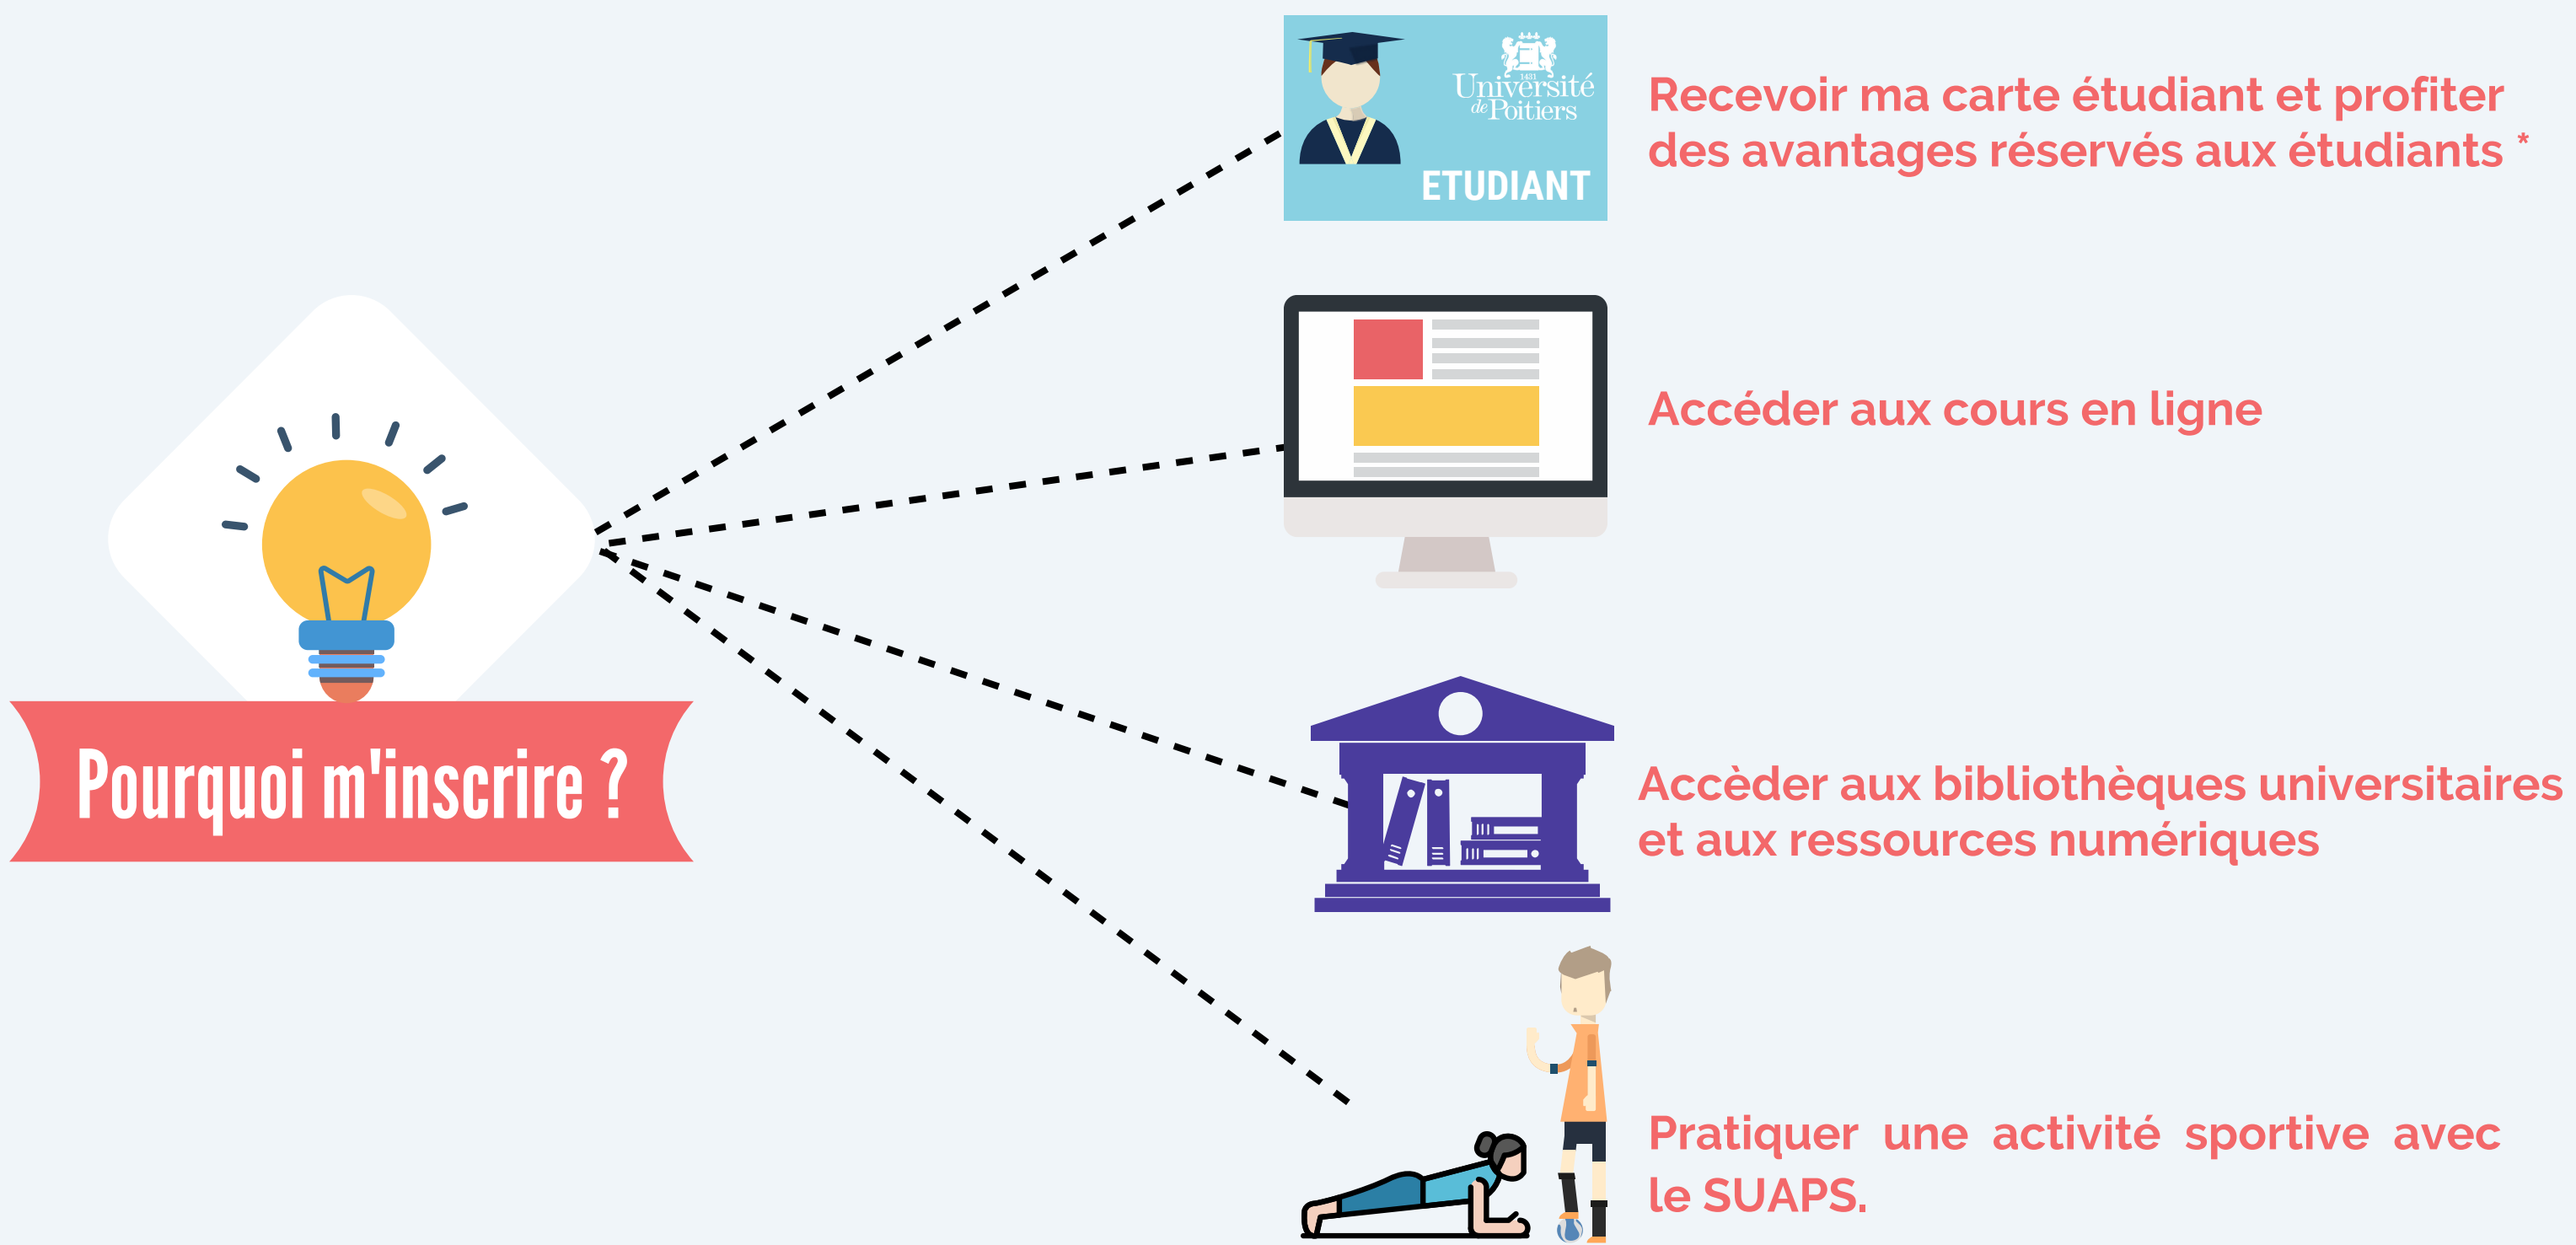 1431
Université
de Poitiers
ETUDIANT
Recevoir ma carte étudiant et profiter
des avantages réservés aux étudiants *
Accéder aux cours en ligne
Pourquoi m'inscrire ?
Accèder aux bibliothèques universitaires
et aux ressources numériques
Pratiquer une activité sportive avec
le SUAPS.